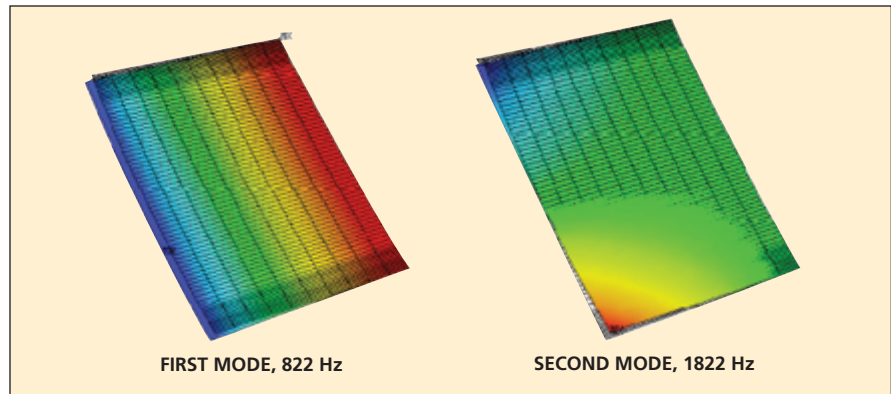 FIRST MODE, 822 Hz
SECOND MODE, 1822 Hz